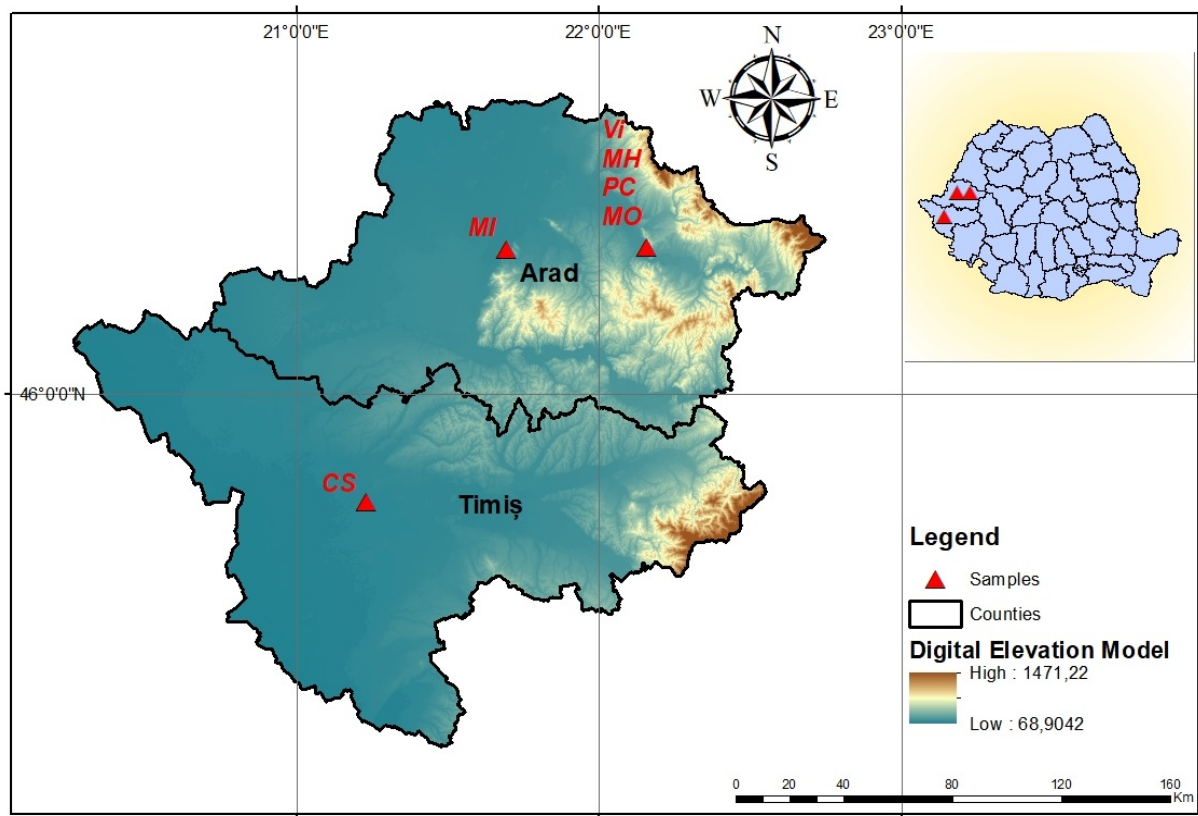 21°0'0"E
22°0'0"E
23°0'0"E
N
W
E
S
Vi
MH
PC
MO
MI
Arad
46°0'0"N
CS
Timiș
Legend
Samples
Counties
Digital Elevation Model
High : 1471,22
Low : 68,9042
0 20 40 80 120 160
Km